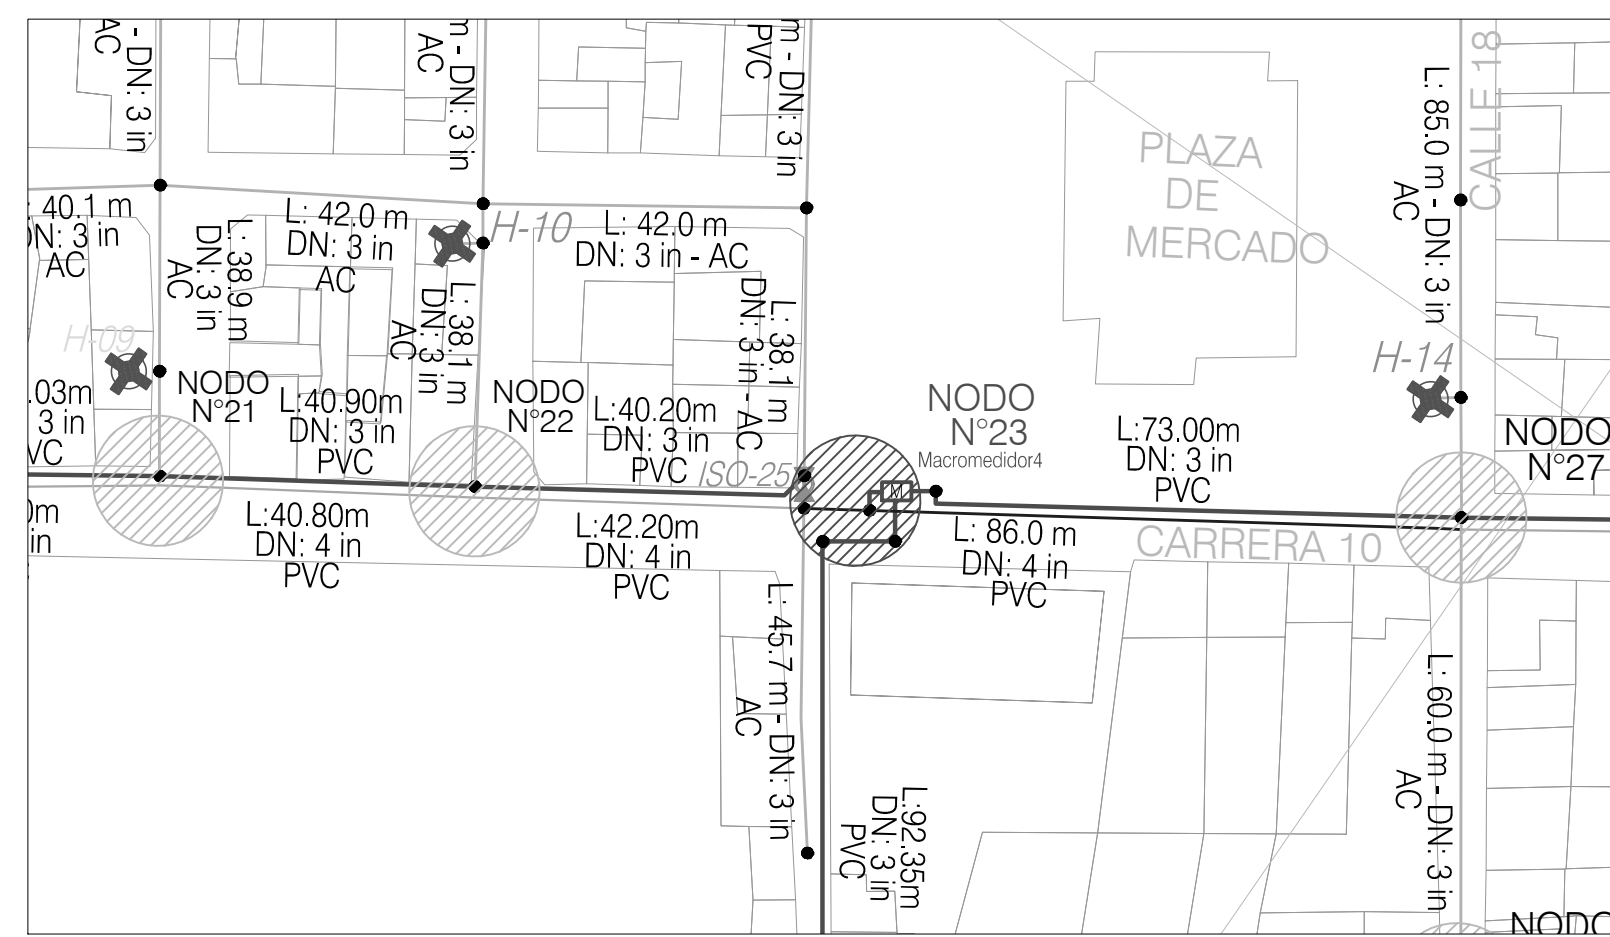 - DN: 3 in
AC
m - DN: 3 in
AC
m - DN: 3 in
PVC
PLAZA
DE
MERCADO
L: 85.0 m - DN: 3 in
AC
CALLE 18
L: 40.1 m
DN: 3 in
AC
L: 38.9 m
DN: 3 in
AC
L: 42.0 m
DN: 3 in
AC
H-10
L: 42.0 m
DN: 3 in - AC
L: 38.1 m
DN: 3 in
AC
L: 38.1 m
DN: 3 in - AC
H-09
H-14
.03m
3 in
VC
NODO
N°21
L:40.90m
DN: 3 in
PVC
NODO
N°22
L:40.20m
DN: 3 in
PVC
ISO-25
NODO
N°23
Macromedidor4
M
L:73.00m
DN: 3 in
PVC
NODO
N°27
0m
in
L:40.80m
DN: 4 in
PVC
L:42.20m
DN: 4 in
PVC
L: 86.0 m
DN: 4 in
PVC
CARRERA 10
L: 45.7 m - DN: 3 in
AC
L:92.35m
DN: 3 in
PVC
L: 60.0 m - DN: 3 in
AC
NODO